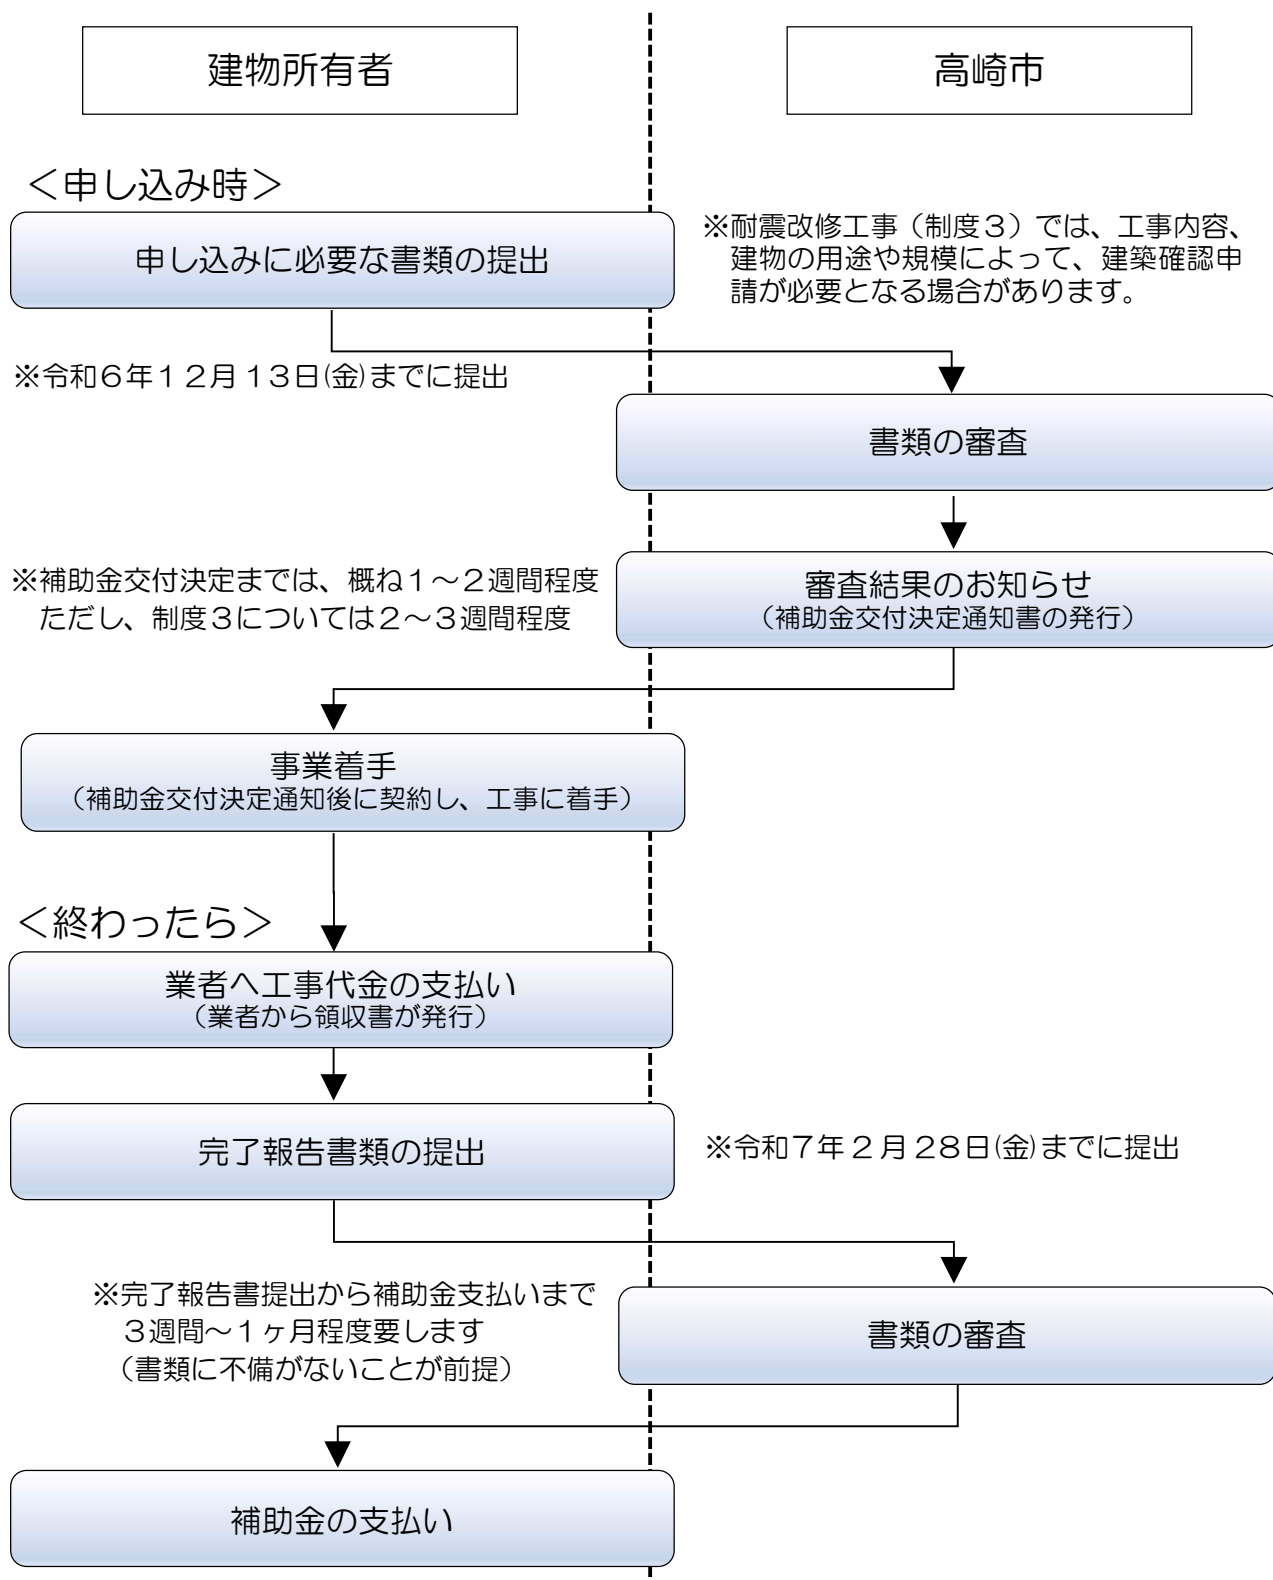 建物所有者
高崎市
＜申し込み時＞
申し込みに必要な書類の提出
※耐震改修工事（制度３）では、工事内容、
建物の用途や規模によって、建築確認申
請が必要となる場合があります。
※令和６年１２月１３日(金)までに提出
書類の審査
※補助金交付決定までは、概ね１～２週間程度
ただし、制度３については２～３週間程度
審査結果のお知らせ
（補助金交付決定通知書の発行）
事業着手
（補助金交付決定通知後に契約し、工事に着手）
＜終わったら＞
業者へ工事代金の支払い
（業者から領収書が発行）
完了報告書類の提出
※令和７年２月２８日(金)までに提出
※完了報告書提出から補助金支払いまで
３週間～１ヶ月程度要します
（書類に不備がないことが前提）
書類の審査
補助金の支払い